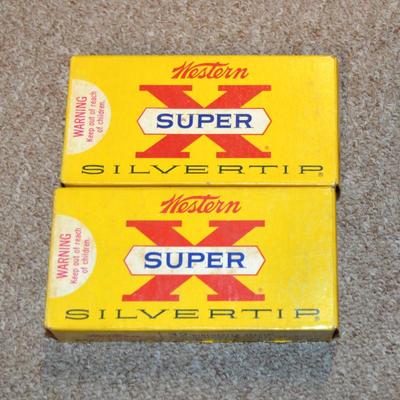 Western
WARNING
Keep out of reach
of children.
X
SUPER
®
SILVERTIP®
Western
WARNING
Keep out of reach
of children.
X
SUPER
®
SILVERTIP®